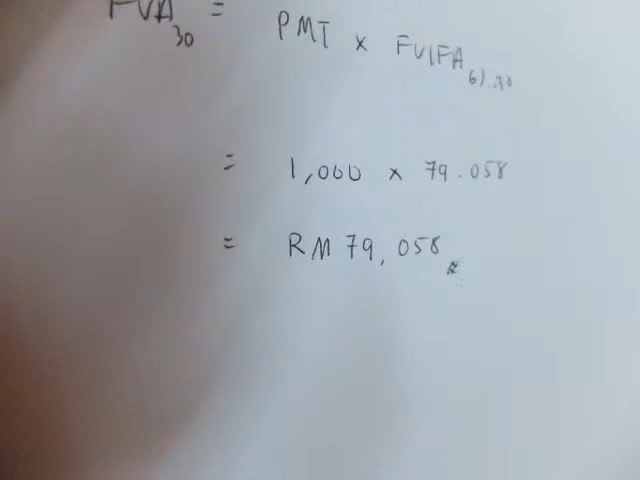 FVA30 =
PMT x FVIFA6%,30
= 1,000 x 79.058
= RM 79,058